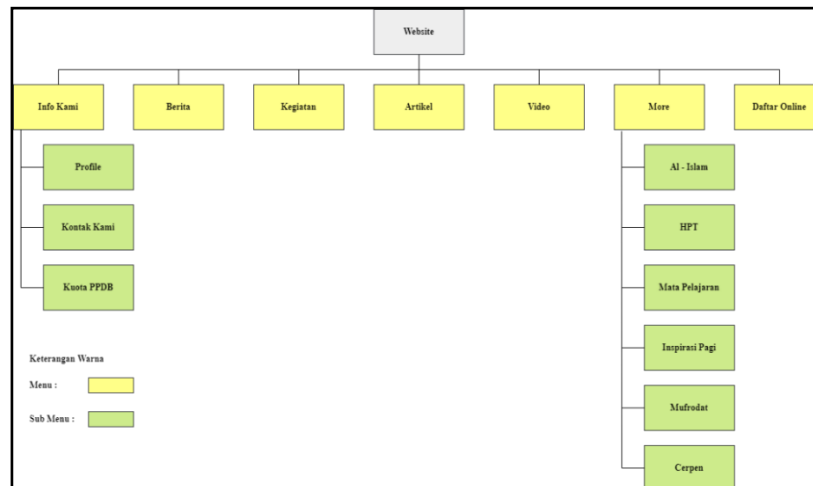 Website
Info Kami
Berita
Kegiatan
Artikel
Video
More
Daftar Online
Profile
Kontak Kami
Kuota PPDB
Al - Islam
HPT
Mata Pelajaran
Inspirasi Pagi
Mufrodat
Cerpen
Keterangan Warna
Menu :
Sub Menu :